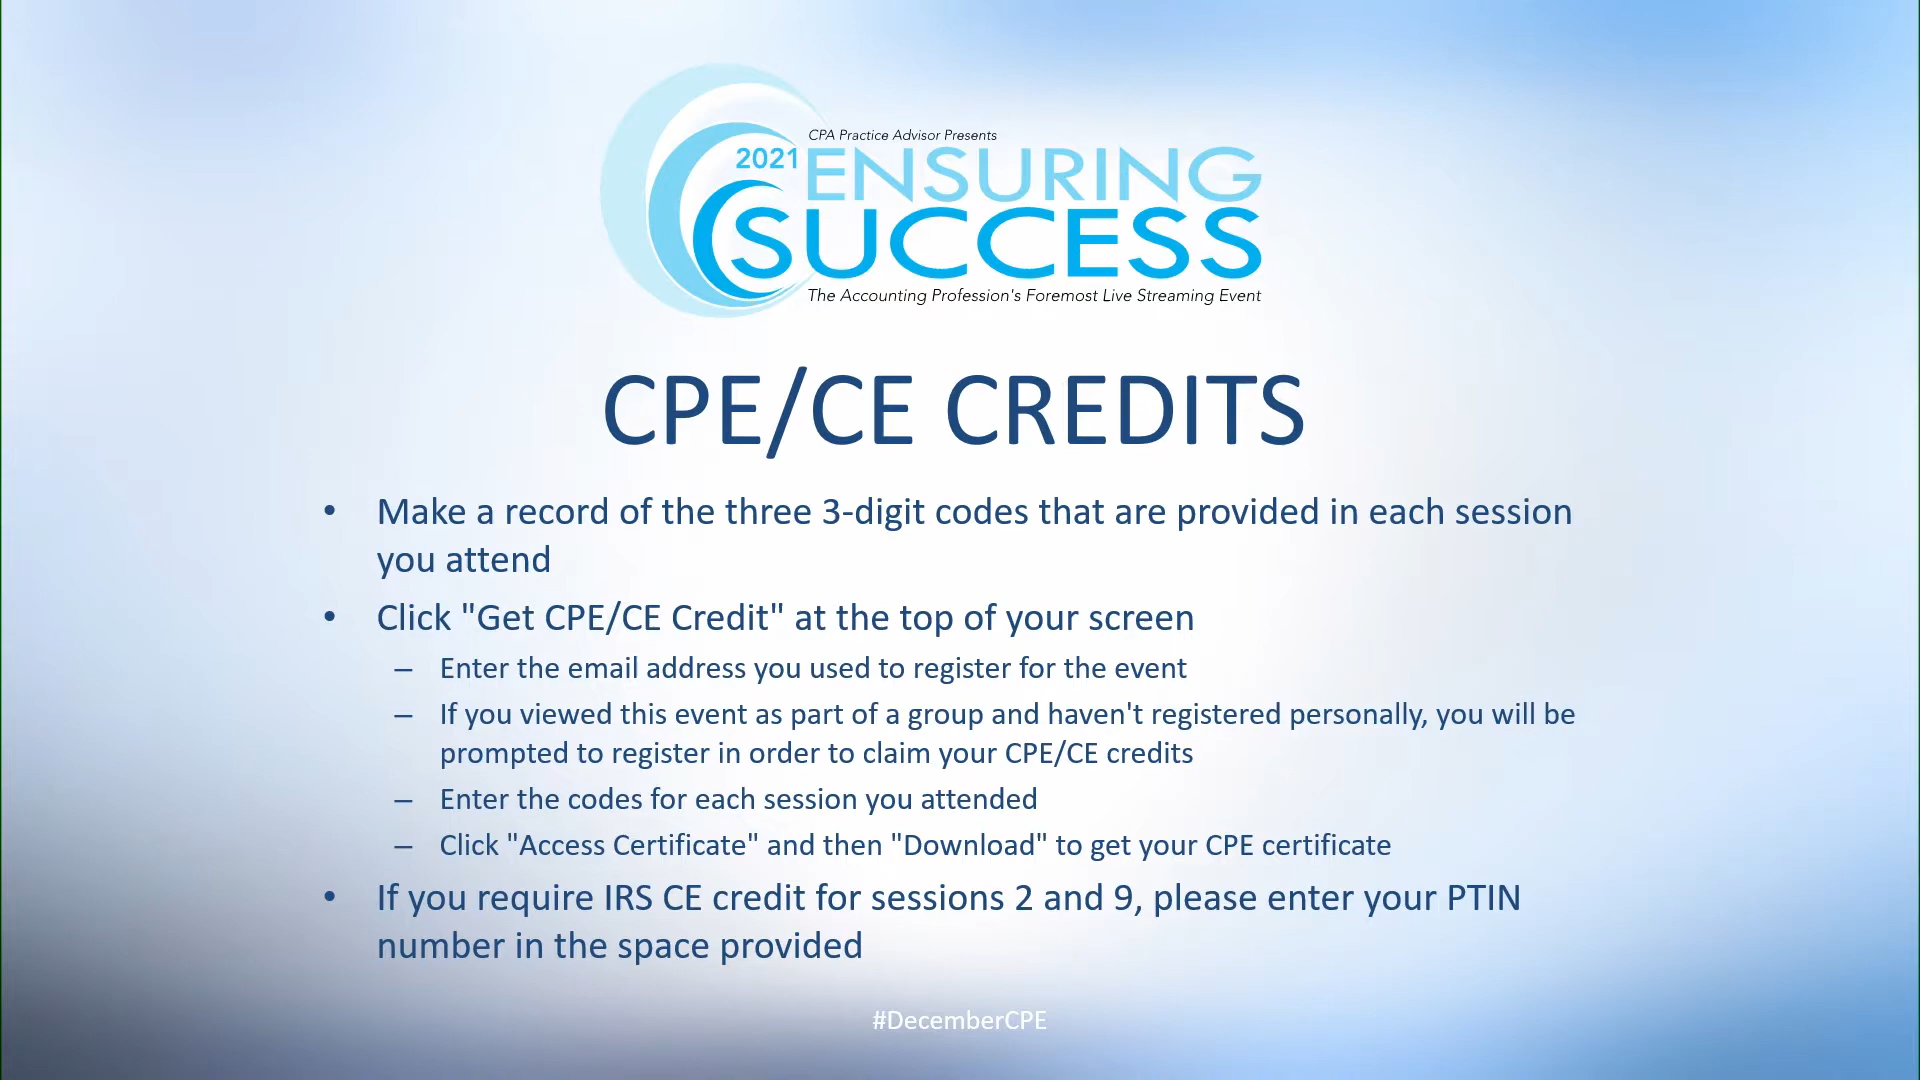 CPA Practice Advisor Presents
2021 ENSURING
SUCCESS
The Accounting Profession's Foremost Live Streaming Event
CPE/CE CREDITS
• Make a record of the three 3-digit codes that are provided in each session
you attend
• Click "Get CPE/CE Credit" at the top of your screen
– Enter the email address you used to register for the event
– If you viewed this event as part of a group and haven't registered personally, you will be
prompted to register in order to claim your CPE/CE credits
– Enter the codes for each session you attended
– Click "Access Certificate" and then "Download" to get your CPE certificate
• If you require IRS CE credit for sessions 2 and 9, please enter your PTIN
number in the space provided
#DecemberCPE